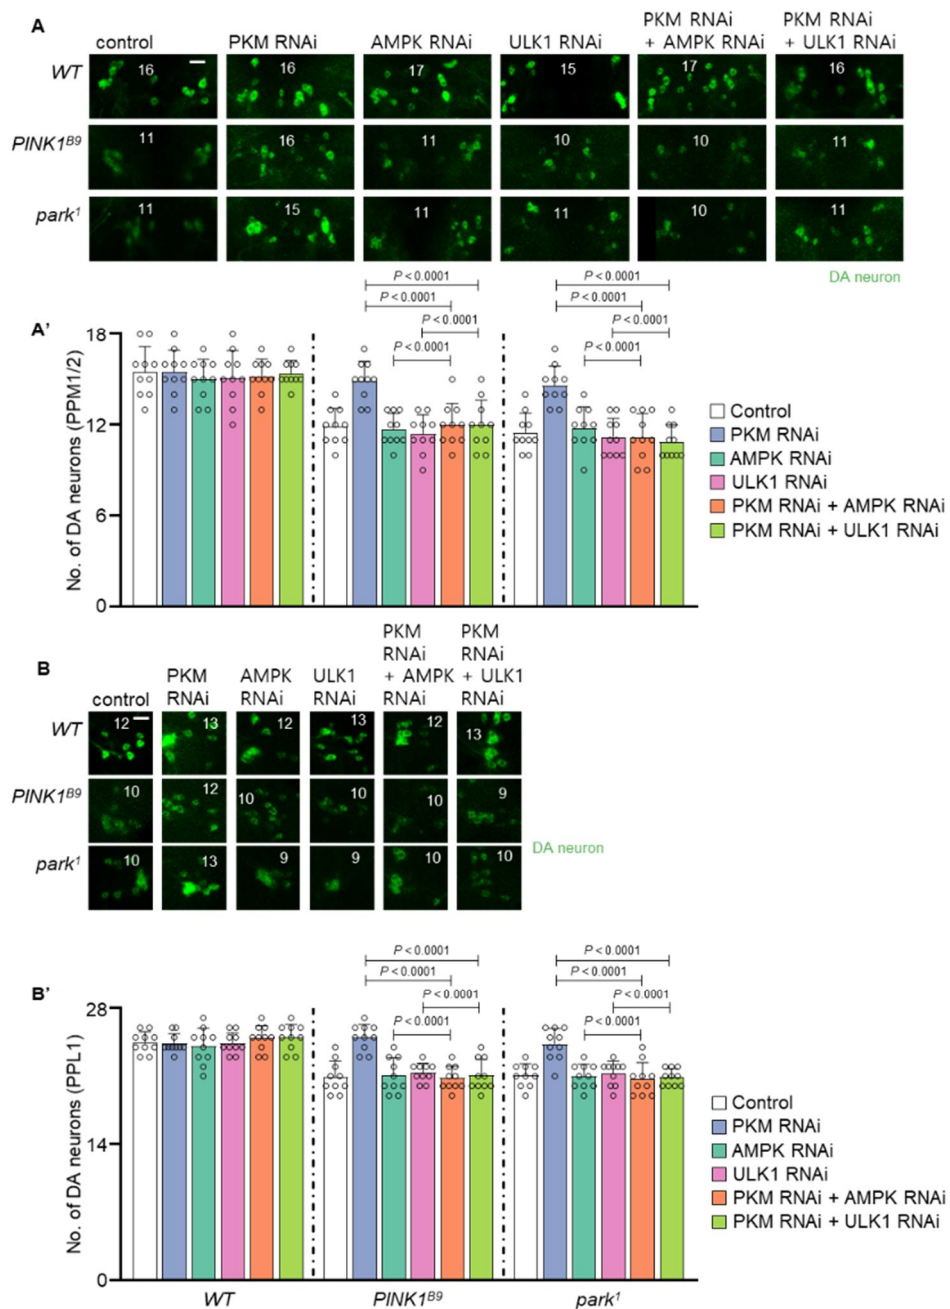 A
control
PKM RNAi
AMPK RNAi
ULK1 RNAi
PKM RNAi
+ AMPK RNAi
PKM RNAi
+ ULK1 RNAi
WT
16
16
17
15
17
16
PINK1B9
11
16
11
10
10
11
park1
11
15
11
11
10
11
DA neuron
P < 0.0001
P < 0.0001
P < 0.0001
P < 0.0001
P < 0.0001
P < 0.0001
P < 0.0001
P < 0.0001
A'
18
12
6
0
No. of DA neurons (PPM1/2)
Control
PKM RNAi
AMPK RNAi
ULK1 RNAi
PKM RNAi + AMPK RNAi
PKM RNAi + ULK1 RNAi
B
control
PKM
RNAi
AMPK
RNAi
ULK1
RNAi
PKM
RNAi
+ AMPK
RNAi
PKM
RNAi
+ ULK1
RNAi
WT
12
13
12
13
12
13
PINK1B9
10
12
10
10
10
9
park1
10
13
9
9
10
10
DA neuron
P < 0.0001
P < 0.0001
P < 0.0001
P < 0.0001
P < 0.0001
P < 0.0001
P < 0.0001
P < 0.0001
B'
28
14
0
No. of DA neurons (PPL1)
Control
PKM RNAi
AMPK RNAi
ULK1 RNAi
PKM RNAi + AMPK RNAi
PKM RNAi + ULK1 RNAi
WT
PINK1B9
park1